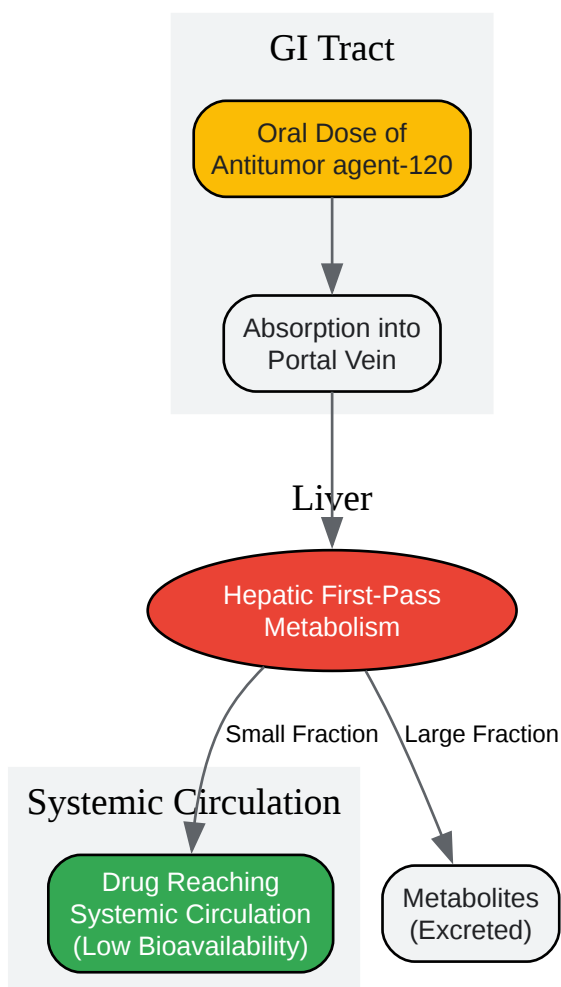 GI Tract
Oral Dose of
Antitumor agent-120
Absorption into
Portal Vein
Liver
Hepatic First-Pass
Metabolism
Small Fraction
Large Fraction
Systemic Circulation
Drug Reaching
Systemic Circulation
(Low Bioavailability)
Metabolites
(Excreted)